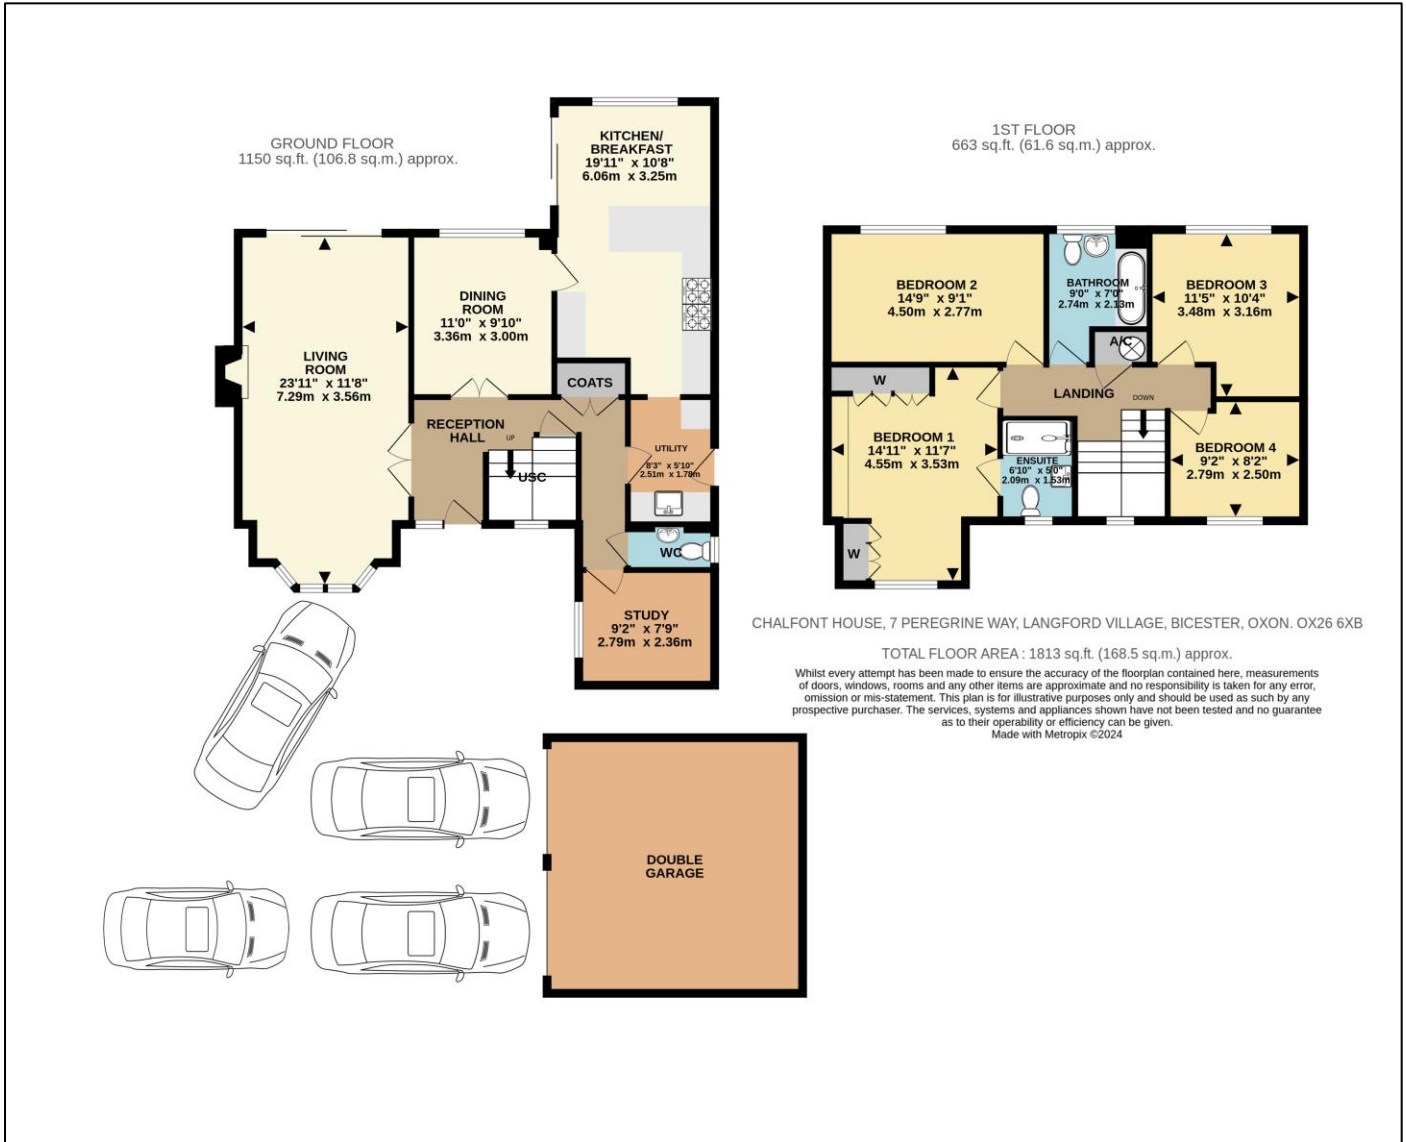 GROUND FLOOR
1150 sq.ft. (106.8 sq.m.) approx.
KITCHEN/
BREAKFAST
19'11" x 10'8"
6.06m x 3.25m
DINING
ROOM
11'0" x 9'10"
3.36m x 3.00m
LIVING
ROOM
23'11" x 11'8"
7.29m x 3.56m
COATS
RECEPTION
HALL
UP
USC
UTILITY
8'3" x 5'10"
2.51m x 1.78m
WC
STUDY
9'2" x 7'9"
2.79m x 2.36m
DOUBLE
GARAGE
1ST FLOOR
663 sq.ft. (61.6 sq.m.) approx.
BEDROOM 2
14'9" x 9'1"
4.50m x 2.77m
BATHROOM
9'0" x 7'0"
2.74m x 2.13m
BEDROOM 3
11'5" x 10'4"
3.48m x 3.16m
A/C
W
LANDING
DOWN
BEDROOM 1
14'11" x 11'7"
4.55m x 3.53m
ENSUITE
6'10" x 5'0"
2.09m x 1.53m
BEDROOM 4
9'2" x 8'2"
2.79m x 2.50m
W
CHALFONT HOUSE, 7 PEREGRINE WAY, LANGFORD VILLAGE, BICESTER, OXON. OX26 6XB
TOTAL FLOOR AREA : 1813 sq.ft. (168.5 sq.m.) approx.
Whilst every attempt has been made to ensure the accuracy of the floorplan contained here, measurements
of doors, windows, rooms and any other items are approximate and no responsibility is taken for any error,
omission or mis-statement. This plan is for illustrative purposes only and should be used as such by any
prospective purchaser. The services, systems and appliances shown have not been tested and no guarantee
as to their operability or efficiency can be given.
Made with Metropix ©2024